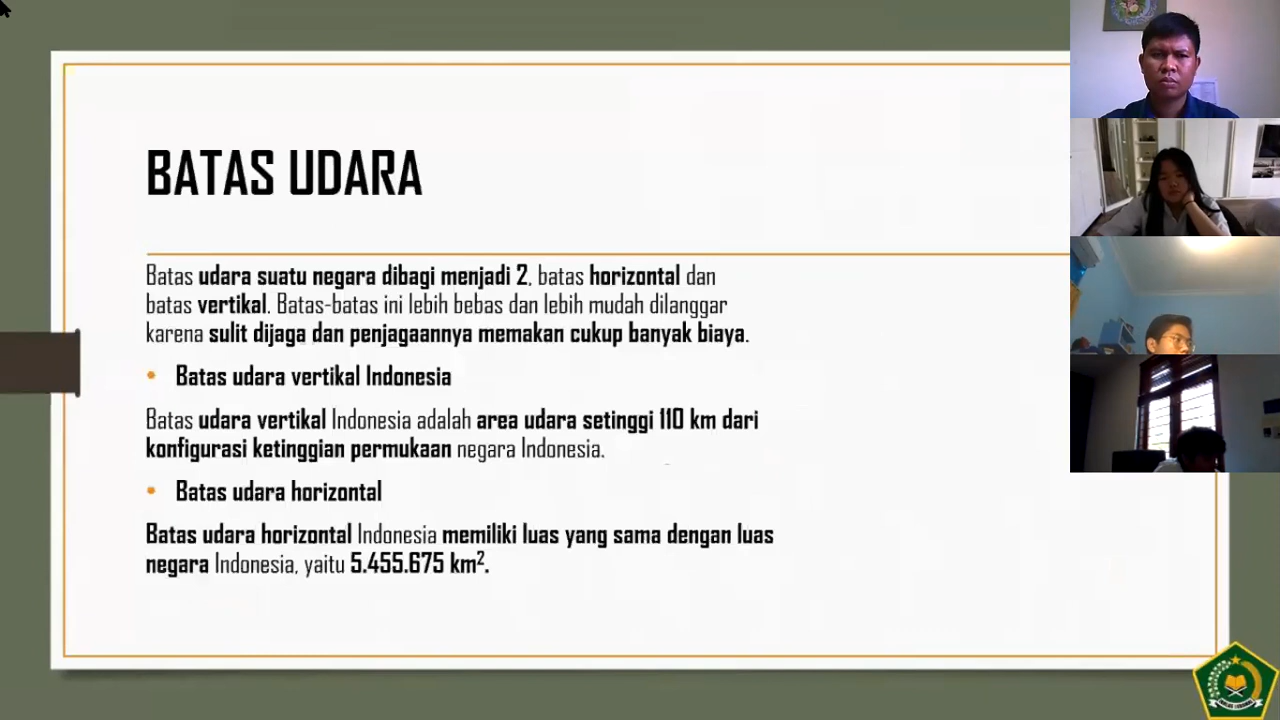 BATAS UDARA
Batas udara suatu negara dibagi menjadi 2, batas horizontal dan
batas vertikal. Batas-batas ini lebih bebas dan lebih mudah dilanggar
karena sulit dijaga dan penjagaannya memakan cukup banyak biaya.
• Batas udara vertikal Indonesia
Batas udara vertikal Indonesia adalah area udara setinggi 110 km dari
konfigurasi ketinggian permukaan negara Indonesia.
• Batas udara horizontal
Batas udara horizontal Indonesia memiliki luas yang sama dengan luas
negara Indonesia, yaitu 5.455.675 km².